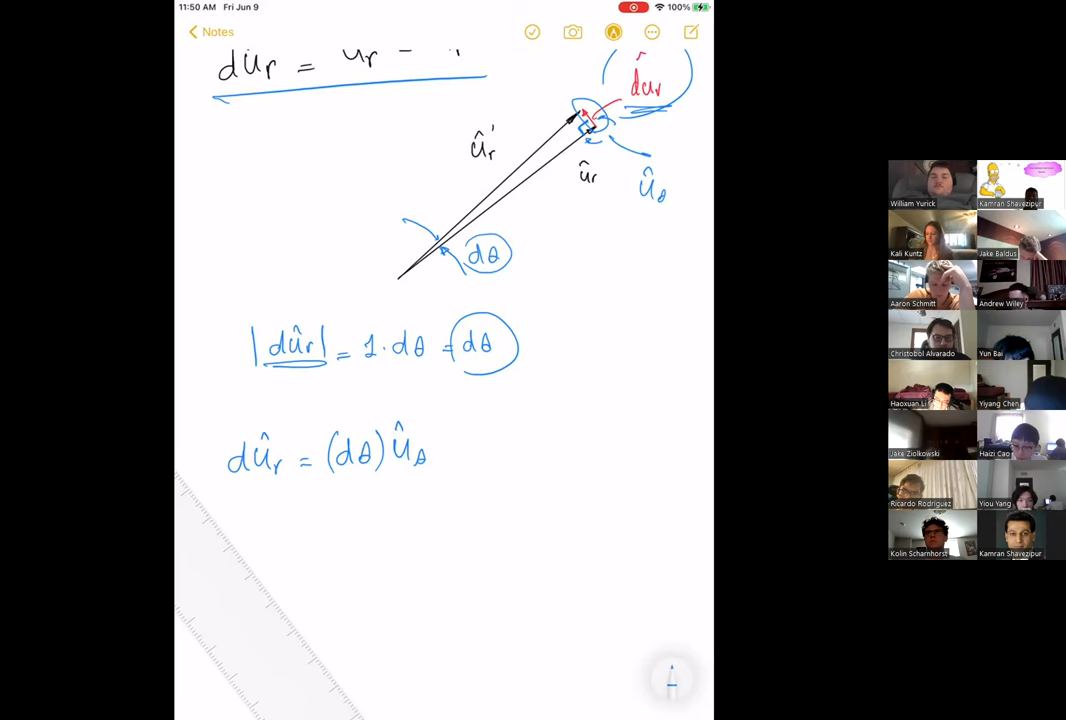 11:50 AM Fri Jun 9
100%
Notes
dûr = ur -
dûr
û'r
ûr
ûθ
dθ
|dûr| = 1 · dθ = dθ
dûr = (dθ) ûθ
William Yurick
Kamran Shavezipur
Kali Kuntz
Jake Baldus
Aaron Schmitt
Andrew Wiley
Christobol Alvarado
Yun Bai
Haoxuan Li
Yiyang Chen
Jake Ziolkowski
Haizi Cao
Ricardo Rodriguez
Yiou Yang
Kolin Scharnhorst
Kamran Shavezipur